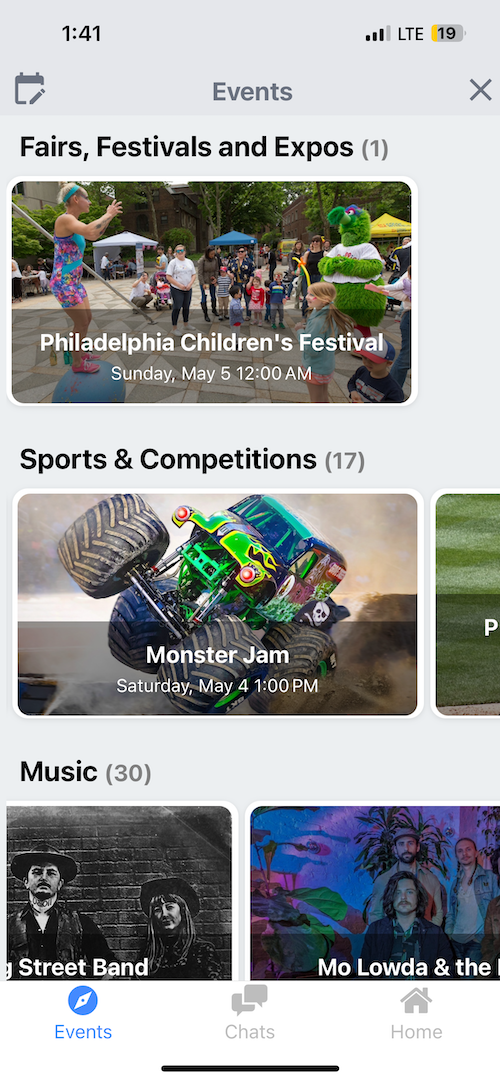 1:41
LTE 19
Events
Fairs, Festivals and Expos (1)
Philadelphia Children's Festival
Sunday, May 5 12:00 AM
Sports & Competitions (17)
Monster Jam
Saturday, May 4 1:00 PM
P
Music (30)
g Street Band
Mo Lowda & the
Events
Chats
Home